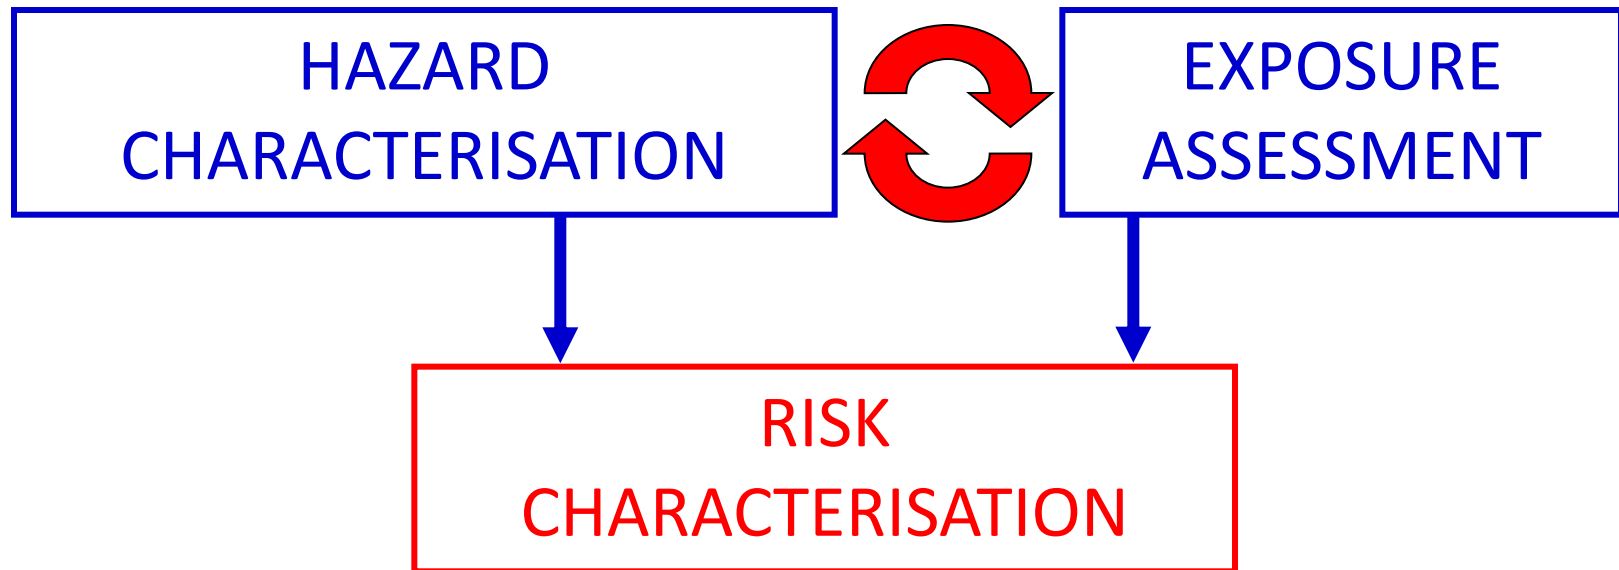 HAZARD
CHARACTERISATION
EXPOSURE
ASSESSMENT
RISK
CHARACTERISATION